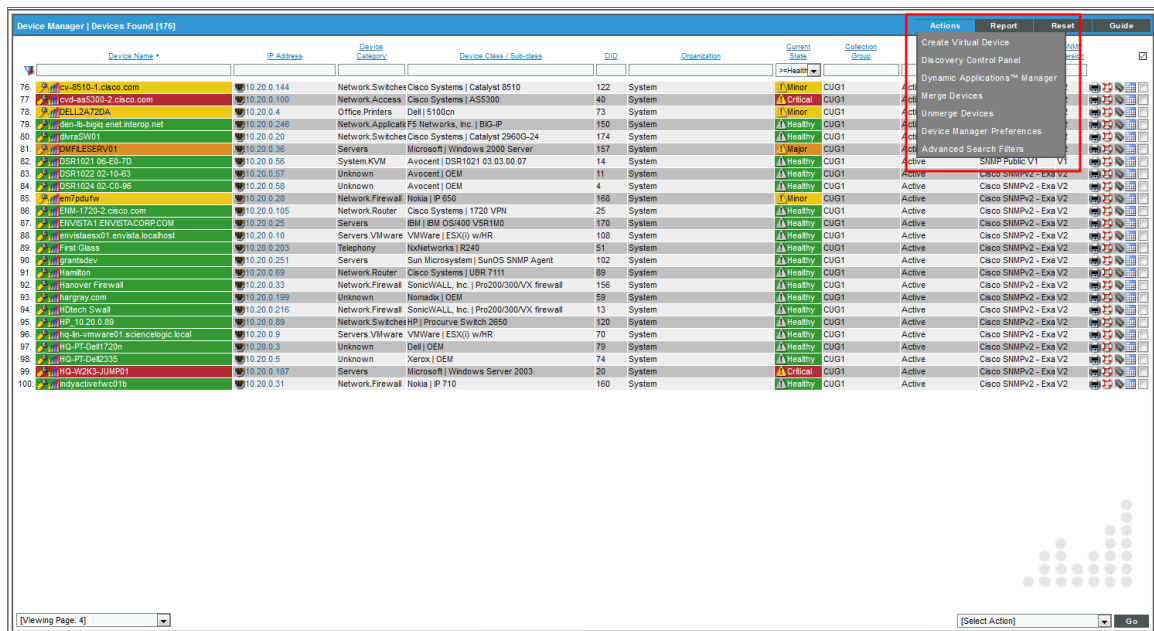 Device Manager | Devices Found [176] Actions Report Reset Guide
Create Virtual Device
Discovery Control Panel
Dynamic Applications™ Manager
Merge Devices
Unmerge Devices
Device Manager Preferences
Advanced Search Filters
Device Name • IP Address Device Category Device Class | Sub-class DID Organization Current State Collection Group
>=Health
76. cv-8510-1.cisco.com 10.20.0.144 Network.Switches Cisco Systems | Catalyst 8510 122 System Minor CUG1
77. cvd-as5300-2.cisco.com 10.20.0.100 Network.Access Cisco Systems | AS5300 40 System Critical CUG1
78. DELL2A72DA 10.20.0.4 Office.Printers Dell | 5100cn 73 System Minor CUG1
79. den-lb-bigiq.enet.interop.net 10.20.0.246 Network.Applicatic F5 Networks, Inc. | BIG-IP 150 System Healthy CUG1
80. divraSW01 10.20.0.20 Network.Switches Cisco Systems | Catalyst 2960G-24 174 System Healthy CUG1
81. DMFILESERV01 10.20.0.36 Servers Microsoft | Windows 2000 Server 157 System Major CUG1
82. DSR1021 06-E0-7D 10.20.0.56 System.KVM Avocent | DSR1021 03.03.00.07 14 System Healthy CUG1 Active SNMP Public V1 V1
83. DSR1022 02-10-63 10.20.0.57 Unknown Avocent | OEM 11 System Healthy CUG1 Active Cisco SNMPv2 - Exa V2
84. DSR1024 02-C0-96 10.20.0.58 Unknown Avocent | OEM 4 System Healthy CUG1 Active Cisco SNMPv2 - Exa V2
85. em7pdufw 10.20.0.28 Network.Firewall Nokia | IP 650 168 System Minor CUG1 Active Cisco SNMPv2 - Exa V2
86. ENM-1720-2.cisco.com 10.20.0.105 Network.Router Cisco Systems | 1720 VPN 25 System Healthy CUG1 Active Cisco SNMPv2 - Exa V2
87. ENVISTA1.ENVISTACORP.COM 10.20.0.25 Servers IBM | IBM OS/400 V5R1M0 170 System Healthy CUG1 Active Cisco SNMPv2 - Exa V2
88. envistaesx01.envista.localhost 10.20.0.10 Servers.VMware VMWare | ESX(i) w/HR 108 System Healthy CUG1 Active Cisco SNMPv2 - Exa V2
89. First Glass 10.20.0.203 Telephony NxNetworks | R240 51 System Healthy CUG1 Active Cisco SNMPv2 - Exa V2
90. grantsdev 10.20.0.251 Servers Sun Microsystem | SunOS SNMP Agent 102 System Healthy CUG1 Active Cisco SNMPv2 - Exa V2
91. Hamilton 10.20.0.69 Network.Router Cisco Systems | UBR 7111 89 System Healthy CUG1 Active Cisco SNMPv2 - Exa V2
92. Hanover Firewall 10.20.0.33 Network.Firewall SonicWALL, Inc. | Pro200/300/VX firewall 156 System Healthy CUG1 Active Cisco SNMPv2 - Exa V2
93. hargray.com 10.20.0.199 Unknown Nomadix | OEM 59 System Healthy CUG1 Active Cisco SNMPv2 - Exa V2
94. HDtech Swall 10.20.0.216 Network.Firewall SonicWALL, Inc. | Pro200/300/VX firewall 13 System Healthy CUG1 Active Cisco SNMPv2 - Exa V2
95. HP_10.20.0.89 10.20.0.89 Network.Switches HP | Procurve Switch 2650 120 System Healthy CUG1 Active Cisco SNMPv2 - Exa V2
96. hq-lin-vmware01.sciencelogic.local 10.20.0.9 Servers.VMware VMWare | ESX(i) w/HR 70 System Healthy CUG1 Active Cisco SNMPv2 - Exa V2
97. HQ-PT-Dell1720n 10.20.0.3 Unknown Dell | OEM 79 System Healthy CUG1 Active Cisco SNMPv2 - Exa V2
98. HQ-PT-Dell2335 10.20.0.5 Unknown Xerox | OEM 74 System Healthy CUG1 Active Cisco SNMPv2 - Exa V2
99. HQ-W2K3-JUMP01 10.20.0.187 Servers Microsoft | Windows Server 2003 20 System Critical CUG1 Active Cisco SNMPv2 - Exa V2
100. indyactivefwc01b 10.20.0.31 Network.Firewall Nokia | IP 710 160 System Healthy CUG1 Active Cisco SNMPv2 - Exa V2
[Viewing Page: 4] [Select Action] Go